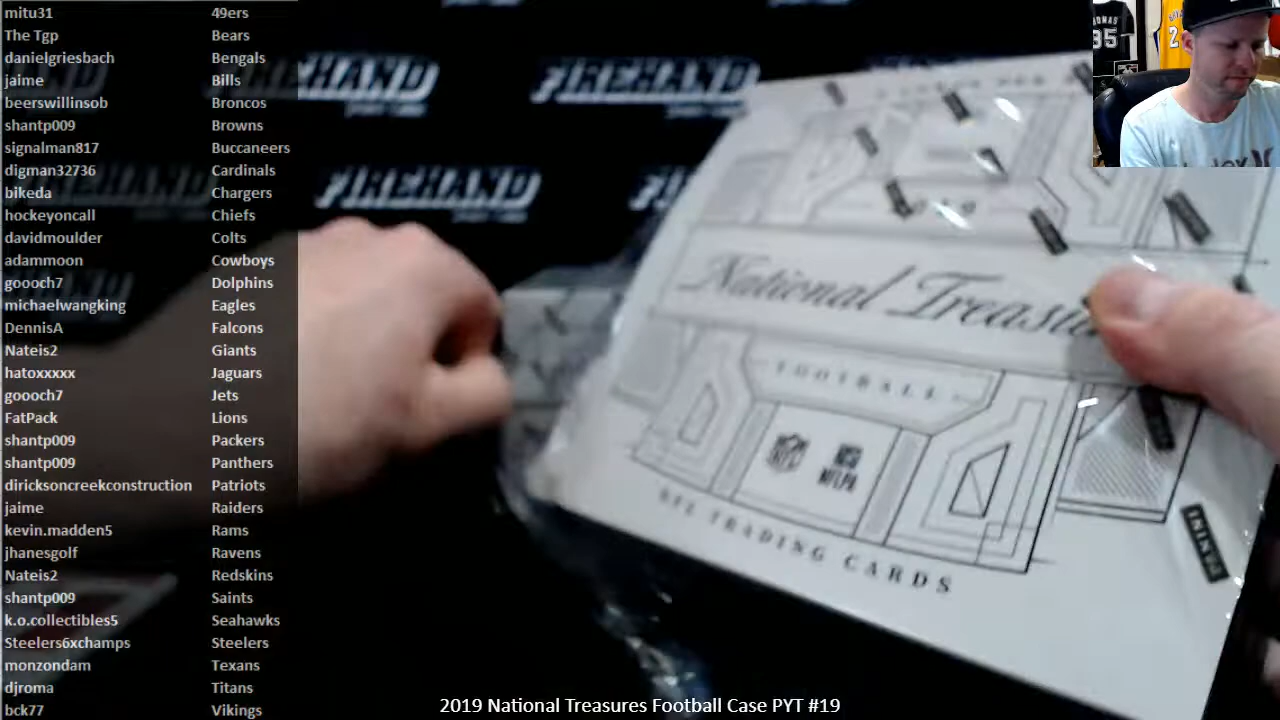 mitu31 49ers
The Tgp Bears
danielgriesbach Bengals
jaime Bills
beerswillinsob Broncos
shantp009 Browns
signalman817 Buccaneers
digman32736 Cardinals
bikeda Chargers
hockeyoncall Chiefs
davidmoulder Colts
adammoon Cowboys
goooch7 Dolphins
michaelwangking Eagles
DennisA Falcons
Nateis2 Giants
hatoxxxxx Jaguars
goooch7 Jets
FatPack Lions
shantp009 Packers
shantp009 Panthers
diricksoncreekconstruction Patriots
jaime Raiders
kevin.madden5 Rams
jhanesgolf Ravens
Nateis2 Redskins
shantp009 Saints
k.o.collectibles5 Seahawks
Steelers6xchamps Steelers
monzondam Texans
djroma Titans
bck77 Vikings
FIREHAND
FIREHAND
National Treasu
FOOTBALL
NFL
NFLPA
NFL TRADING CARDS
PANINI
2019 National Treasures Football Case PYT #19